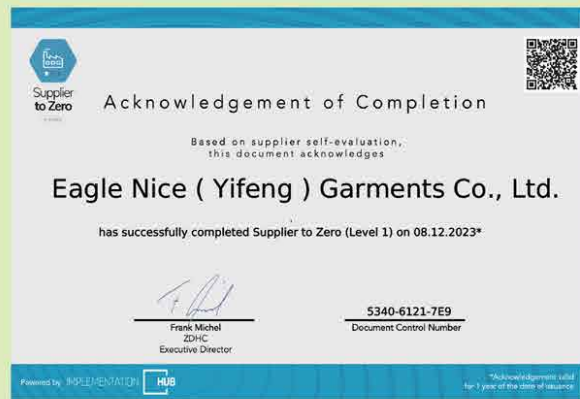 Supplier
to Zero
Acknowledgement of Completion
Based on supplier self-evaluation,
this document acknowledges
Eagle Nice ( Yifeng ) Garments Co., Ltd.
has successfully completed Supplier to Zero (Level 1) on 08.12.2023*
Frank Michel
ZDHC
Executive Director
5340-6121-7E9
Document Control Number
Powered by IMPLEMENTATION HUB
*Acknowledgement valid
for 1 year of the date of issuance